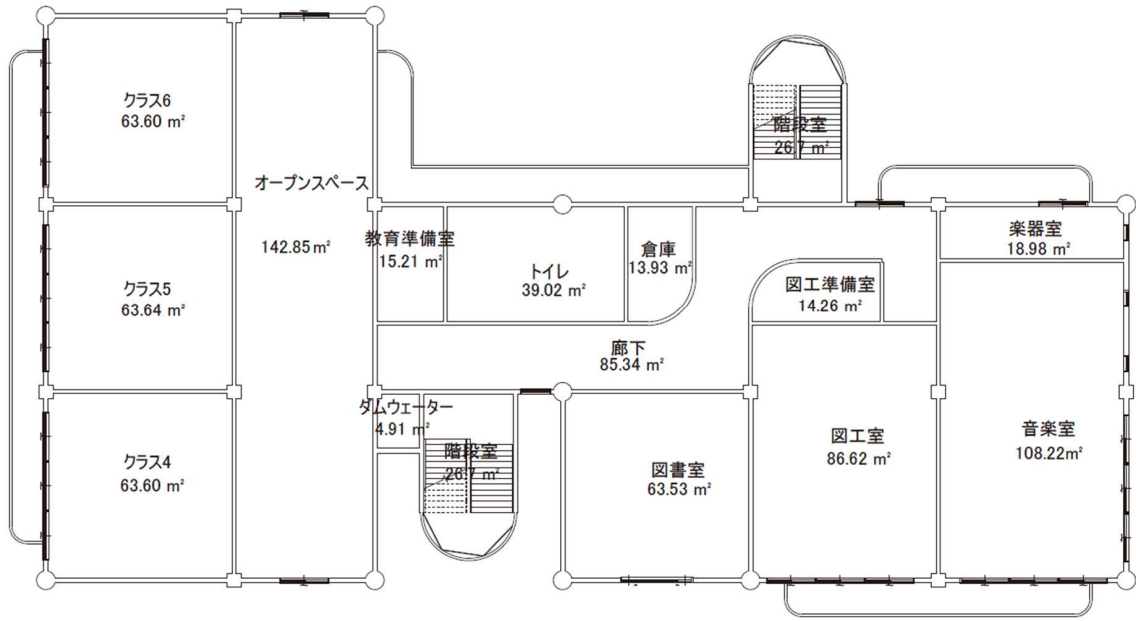 クラス6
63.60 m²
オープンスペース
142.85m²
階段室
26.7 m²
教育準備室
15.21 m²
トイレ
39.02 m²
倉庫
13.93 m²
楽器室
18.98 m²
図工準備室
14.26 m²
クラス5
63.64 m²
廊下
85.34 m²
ダムウェーター
4.91 m²
クラス4
63.60 m²
階段室
26.7 m²
図書室
63.53 m²
図工室
86.62 m²
音楽室
108.22m²